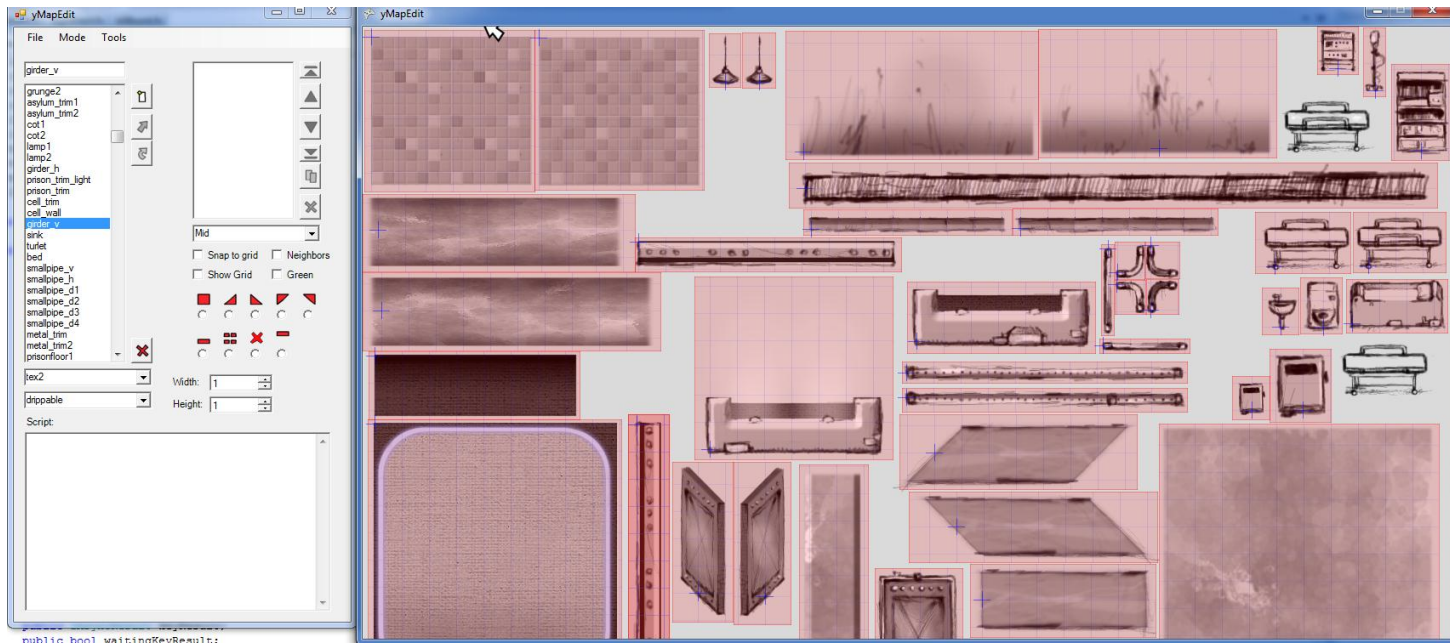 yMapEdit
File Mode Tools
girder_v
grunge2
asylum_trim1
asylum_trim2
cot1
cot2
lamp1
lamp2
girder_h
prison_trim_light
prison_trim
cell_trim
cell_wall
girder_v
sink
turlet
bed
smallpipe_v
smallpipe_h
smallpipe_d1
smallpipe_d2
smallpipe_d3
smallpipe_d4
metal_trim
metal_trim2
prisonfloor1
Mid
Snap to grid Neighbors
Show Grid Green
tex2
drippable
Width: 1
Height: 1
Script:
public bool waitingKeyResult;
yMapEdit